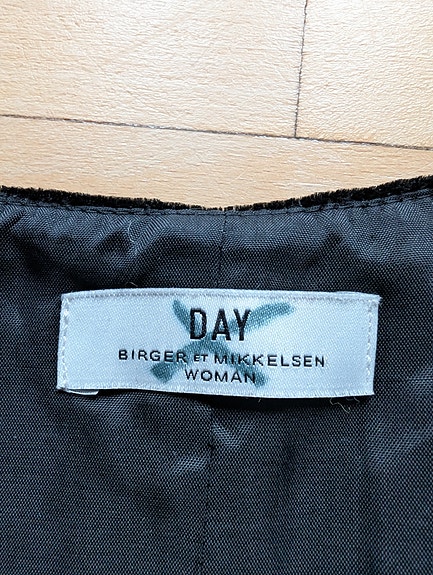 DAY
BIRGER ET MIKKELSEN
WOMAN